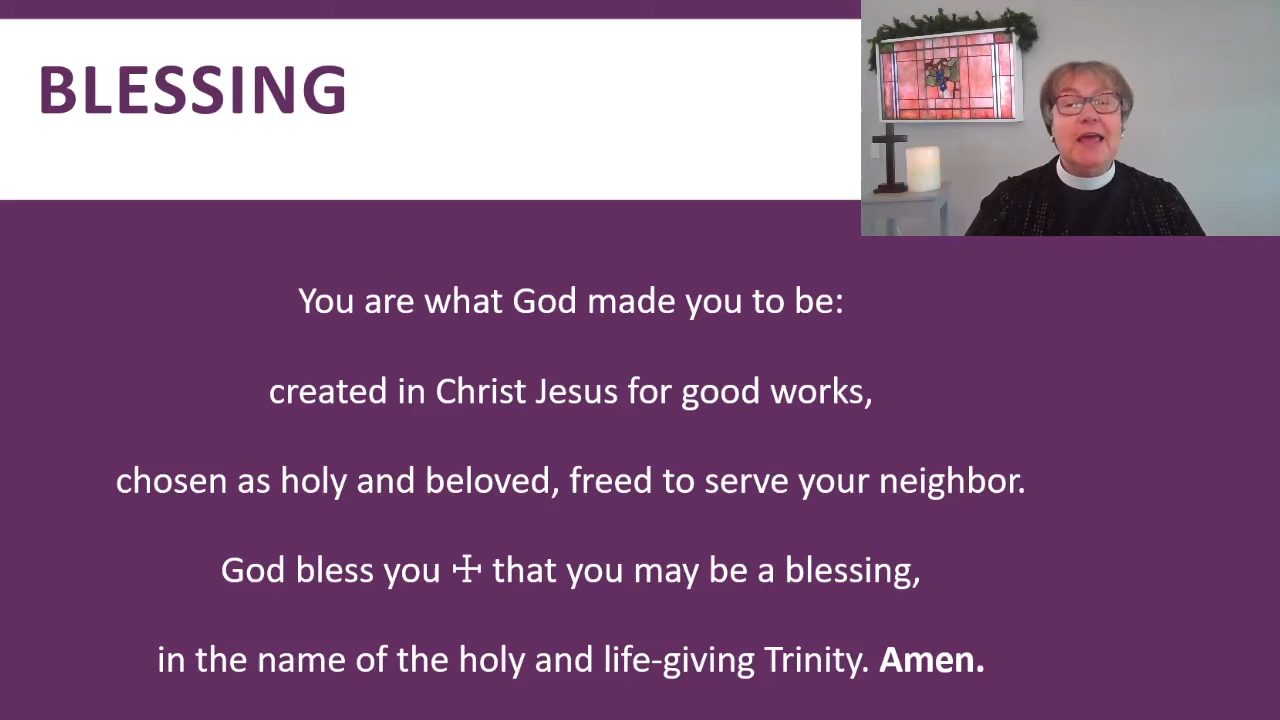 BLESSING
You are what God made you to be:
created in Christ Jesus for good works,
chosen as holy and beloved, freed to serve your neighbor.
God bless you ☩ that you may be a blessing,
in the name of the holy and life-giving Trinity. Amen.